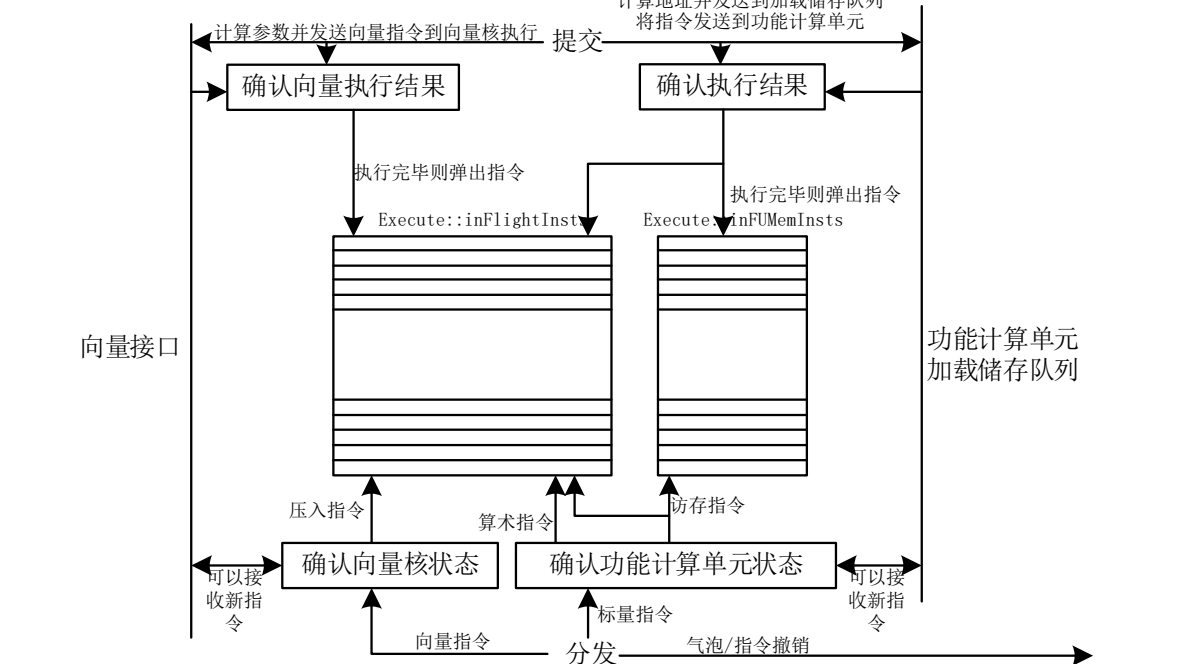 计算地址并发送到加载储存队列
将指令发送到功能计算单元
计算参数并发送向量指令到向量核执行
提交
确认向量执行结果
确认执行结果
执行完毕则弹出指令
执行完毕则弹出指令
Execute::inFlightInsts
Execute::inFUMemInsts
向量接口
功能计算单元
加载储存队列
压入指令
算术指令
访存指令
确认向量核状态
确认功能计算单元状态
可以接
收新指
令
可以接
收新指
令
标量指令
向量指令
分发
气泡/指令撤销